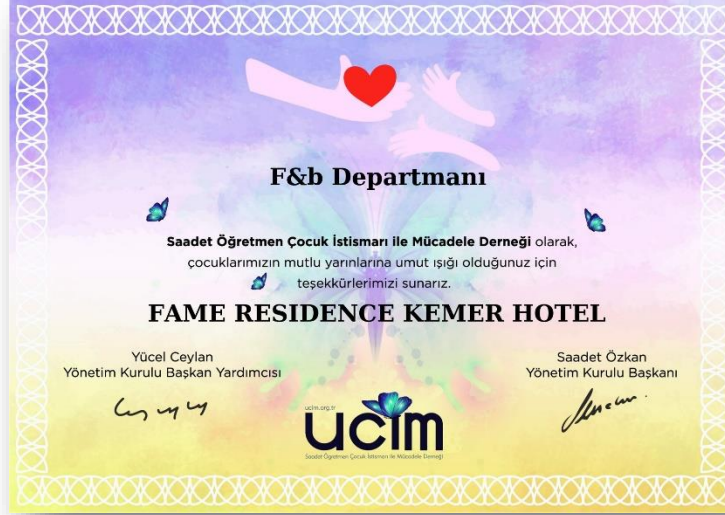 F&b Departmanı
Saadet Öğretmen Çocuk İstismarı ile Mücadele Derneği olarak,
çocuklarımızın mutlu yarınlarına umut ışığı olduğunuz için
teşekkürlerimizi sunarız.
FAME RESIDENCE KEMER HOTEL
Yücel Ceylan
Yönetim Kurulu Başkan Yardımcısı
Saadet Özkan
Yönetim Kurulu Başkanı
ucim.org.tr
ucim
Saadet Öğretmen Çocuk İstismarı ile Mücadele Derneği